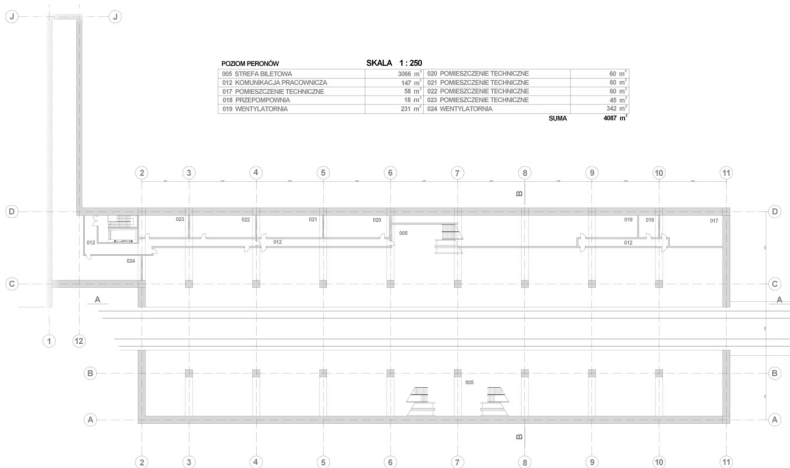 J J
POZIOM PERONÓW SKALA 1 : 250
005 STREFA BILETOWA 3066 m² 020 POMIESZCZENIE TECHNICZNE 60 m²
012 KOMUNIKACJA PRACOWNICZA 147 m² 021 POMIESZCZENIE TECHNICZNE 60 m²
017 POMIESZCZENIE TECHNICZNE 58 m² 022 POMIESZCZENIE TECHNICZNE 60 m²
018 PRZEPOMPOWNIA 18 m² 023 POMIESZCZENIE TECHNICZNE 45 m²
019 WENTYLATORNIA 231 m² 024 WENTYLATORNIA 342 m²
SUMA 4087 m²
2 3 4 5 6 7 8 9 10 11
B
D D
023 022 021 020 019 018 017
005
012 012 012
024
C C
A A
1 12
B B
005
A A
B
2 3 4 5 6 7 8 9 10 11